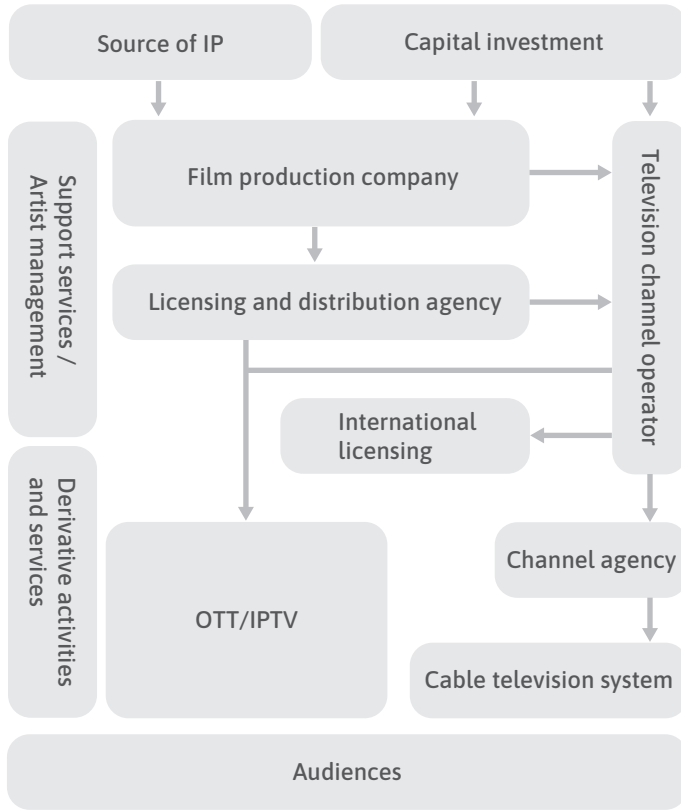 Source of IP
Capital investment
Support services /
Artist management
Film production company
Television channel operator
Licensing and distribution agency
International
licensing
Derivative activities
and services
OTT/IPTV
Channel agency
Cable television system
Audiences